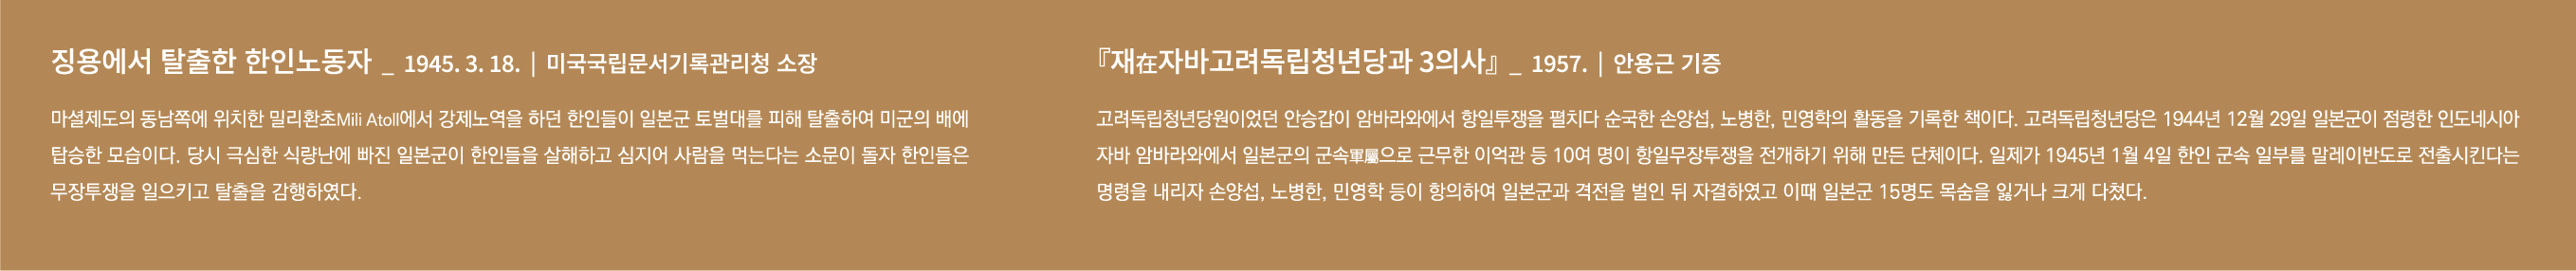 징용에서 탈출한 한인노동자 _ 1945. 3. 18. | 미국국립문서기록관리청 소장
마셜제도의 동남쪽에 위치한 밀리환초Mili Atoll에서 강제노역을 하던 한인들이 일본군 토벌대를 피해 탈출하여 미군의 배에
탑승한 모습이다. 당시 극심한 식량난에 빠진 일본군이 한인들을 살해하고 심지어 사람을 먹는다는 소문이 돌자 한인들은
무장투쟁을 일으키고 탈출을 감행하였다.
『재在자바고려독립청년당과 3의사』 _ 1957. | 안용근 기증
고려독립청년당원이었던 안승갑이 암바라와에서 항일투쟁을 펼치다 순국한 손양섭, 노병한, 민영학의 활동을 기록한 책이다. 고려독립청년당은 1944년 12월 29일 일본군이 점령한 인도네시아
자바 암바라와에서 일본군의 군속軍屬으로 근무한 이억관 등 10여 명이 항일무장투쟁을 전개하기 위해 만든 단체이다. 일제가 1945년 1월 4일 한인 군속 일부를 말레이반도로 전출시킨다는
명령을 내리자 손양섭, 노병한, 민영학 등이 항의하여 일본군과 격전을 벌인 뒤 자결하였고 이때 일본군 15명도 목숨을 잃거나 크게 다쳤다.